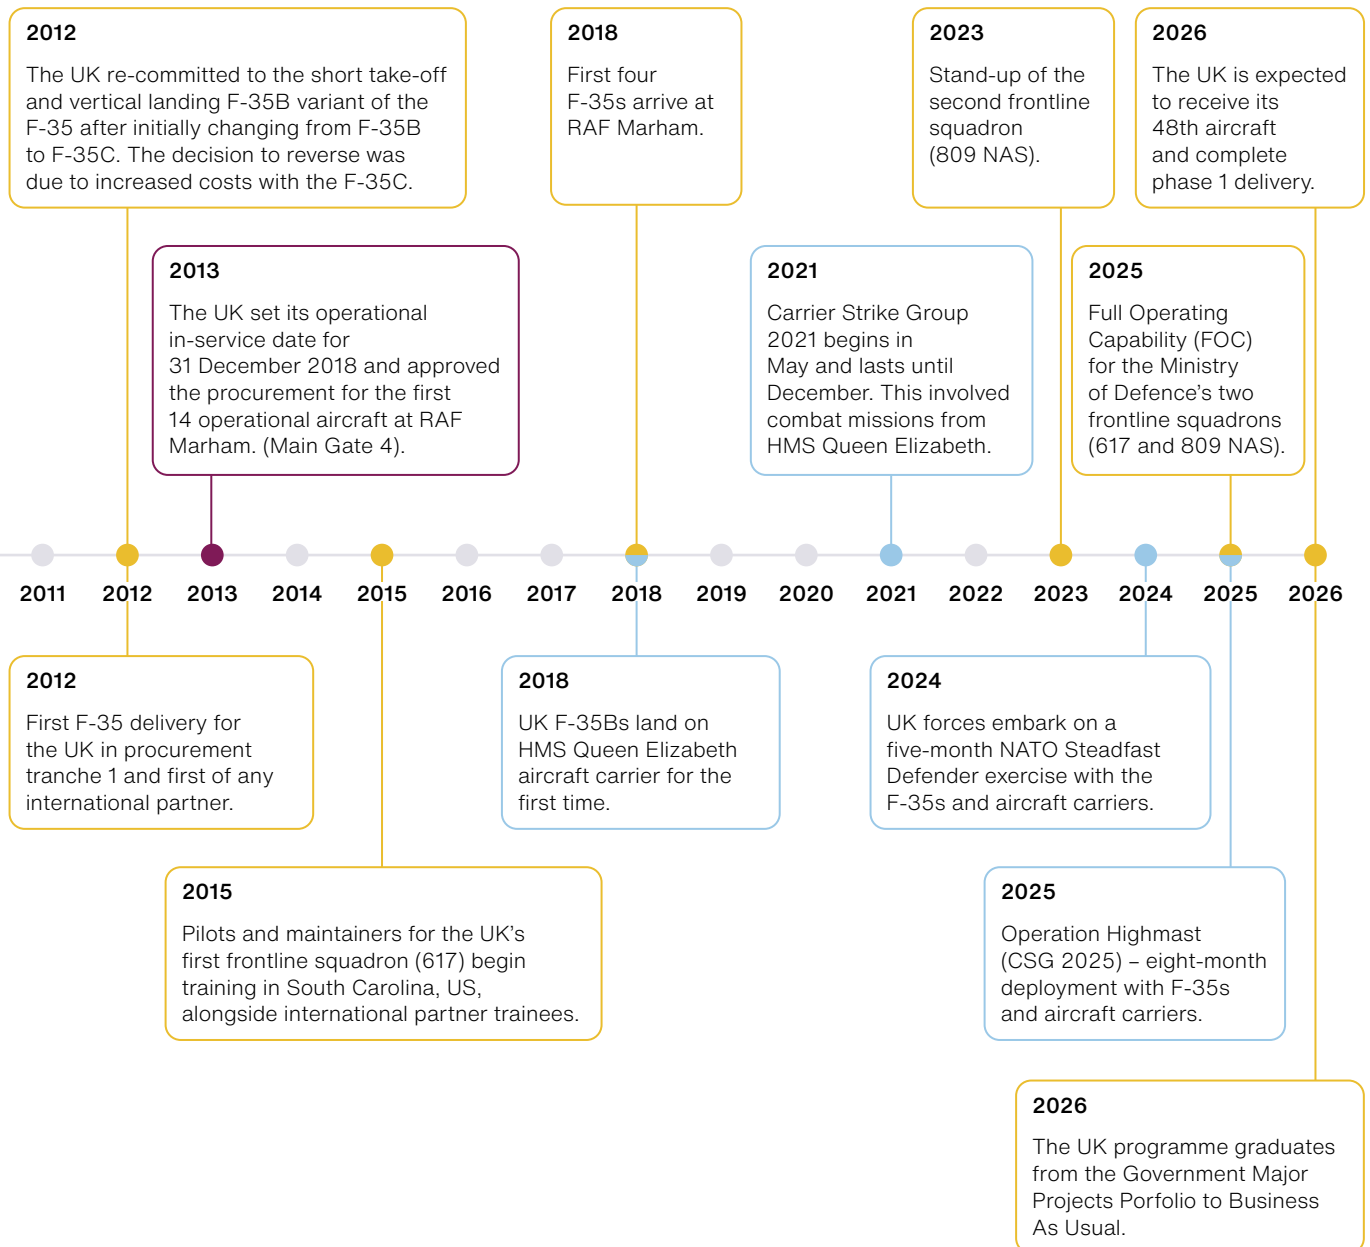 2012
The UK re-committed to the short take-off
and vertical landing F-35B variant of the
F-35 after initially changing from F-35B
to F-35C. The decision to reverse was
due to increased costs with the F-35C.
2018
First four
F-35s arrive at
RAF Marham.
2023
Stand-up of the
second frontline
squadron
(809 NAS).
2026
The UK is expected
to receive its
48th aircraft
and complete
phase 1 delivery.
2013
The UK set its operational
in-service date for
31 December 2018 and approved
the procurement for the first
14 operational aircraft at RAF
Marham. (Main Gate 4).
2021
Carrier Strike Group
2021 begins in
May and lasts until
December. This involved
combat missions from
HMS Queen Elizabeth.
2025
Full Operating
Capability (FOC)
for the Ministry
of Defence’s two
frontline squadrons
(617 and 809 NAS).
2011 2012 2013 2014 2015 2016 2017 2018 2019 2020 2021 2022 2023 2024 2025 2026
2012
First F-35 delivery for
the UK in procurement
tranche 1 and first of any
international partner.
2018
UK F-35Bs land on
HMS Queen Elizabeth
aircraft carrier for the
first time.
2024
UK forces embark on a
five-month NATO Steadfast
Defender exercise with the
F-35s and aircraft carriers.
2015
Pilots and maintainers for the UK’s
first frontline squadron (617) begin
training in South Carolina, US,
alongside international partner trainees.
2025
Operation Highmast
(CSG 2025) – eight-month
deployment with F-35s
and aircraft carriers.
2026
The UK programme graduates
from the Government Major
Projects Porfolio to Business
As Usual.